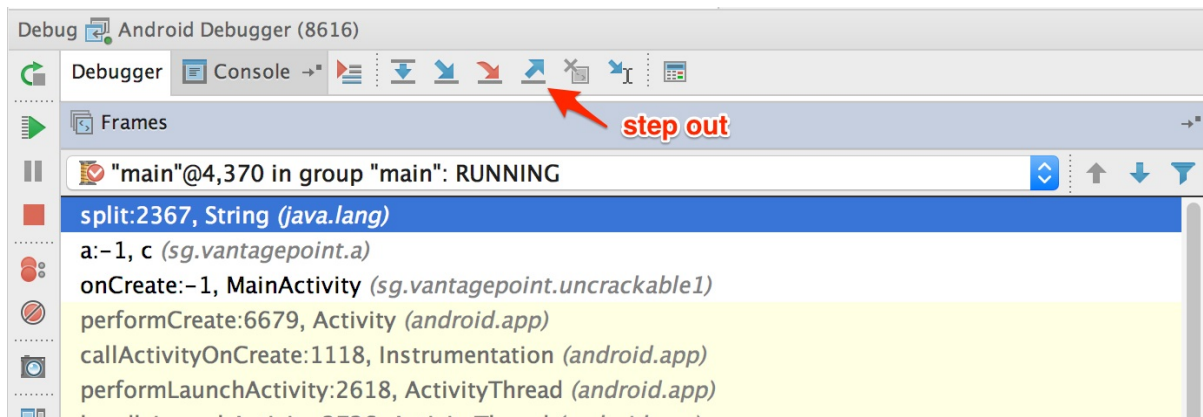 Debug Android Debugger (8616)
Debugger Console
step out
Frames
"main"@4,370 in group "main": RUNNING
split:2367, String (java.lang)
a:–1, c (sg.vantagepoint.a)
onCreate:–1, MainActivity (sg.vantagepoint.uncrackable1)
performCreate:6679, Activity (android.app)
callActivityOnCreate:1118, Instrumentation (android.app)
performLaunchActivity:2618, ActivityThread (android.app)